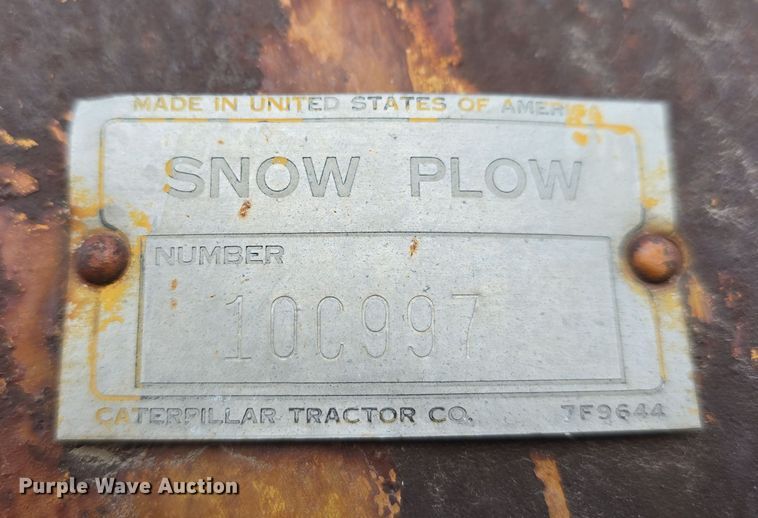 MADE IN UNITED STATES OF AMERICA
SNOW PLOW
NUMBER
10C997
CATERPILLAR TRACTOR CO. 7F9644
Purple Wave Auction